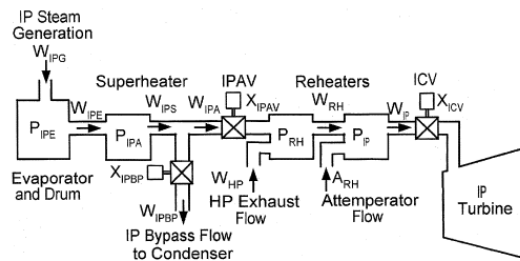 IP Steam
Generation
W_IPG
Superheater
IPAV
Reheaters
ICV
W_IPE
W_IPS
W_IPA
X_IPAV
W_RH
W_IP
X_ICV
P_IPE
P_IPA
P_RH
P_IP
Evaporator
and Drum
X_IPBP
W_HP
A_RH
W_IPBP
HP Exhaust
Flow
Attemperator
Flow
IP Bypass Flow
to Condenser
IP
Turbine